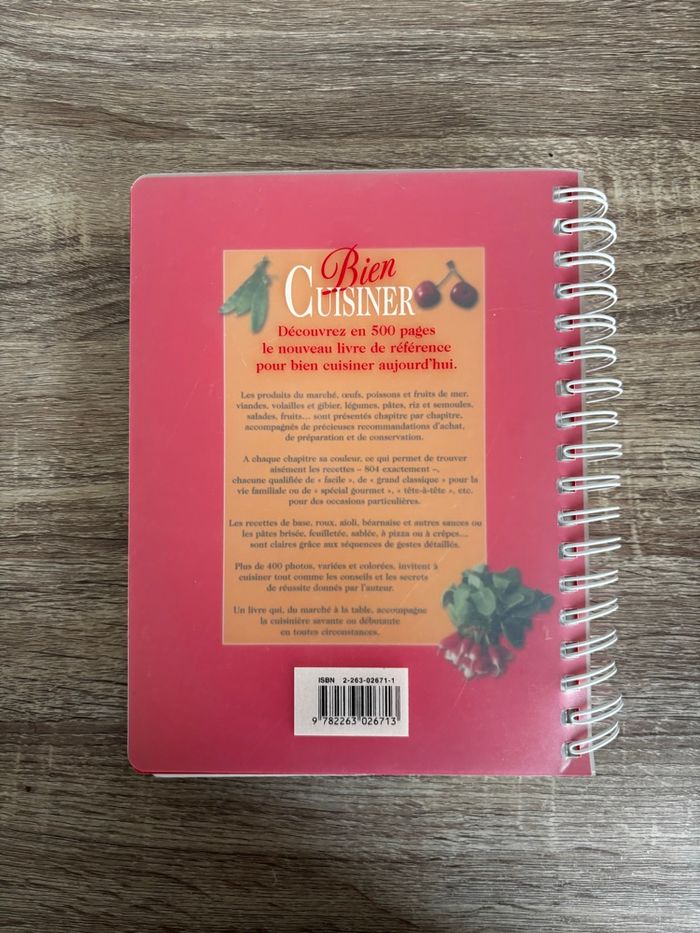 Bien
CUISINER
Découvrez en 500 pages
le nouveau livre de référence
pour bien cuisiner aujourd'hui.
Les produits du marché, œufs, poissons et fruits de mer,
viandes, volailles et gibier, légumes, pâtes, riz et semoules,
salades, fruits... sont présentés chapitre par chapitre,
accompagnés de précieuses recommandations d'achat,
de préparation et de conservation.
A chaque chapitre sa couleur, ce qui permet de trouver
aisément les recettes – 804 exactement –,
chacune qualifiée de « facile », de « grand classique » pour la
vie familiale ou de « spécial gourmet », « tête-à-tête », etc.
pour des occasions particulières.
Les recettes de base, roux, aïoli, béarnaise et autres sauces ou
les pâtes brisée, feuilletée, sablée, à pizza ou à crêpes...
sont claires grâce aux séquences de gestes détaillés.
Plus de 400 photos, variées et colorées, invitent à
cuisiner tout comme les conseils et les secrets
de réussite donnés par l'auteur.
Un livre qui, du marché à la table, accompagne
la cuisinière savante ou débutante
en toutes circonstances.
ISBN 2-263-02671-1
9 782263 026713